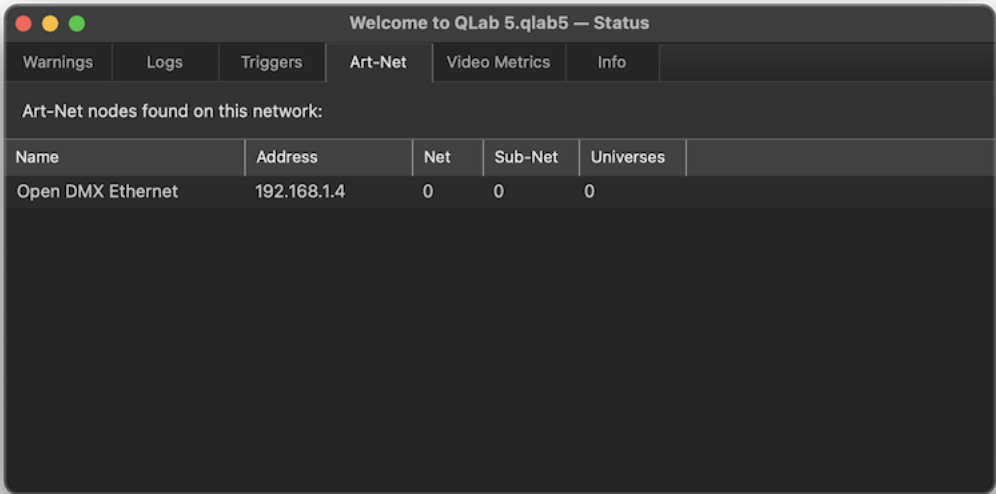 Welcome to QLab 5.qlab5 — Status
Warnings Logs Triggers Art-Net Video Metrics Info
Art-Net nodes found on this network:
Name Address Net Sub-Net Universes
Open DMX Ethernet 192.168.1.4 0 0 0